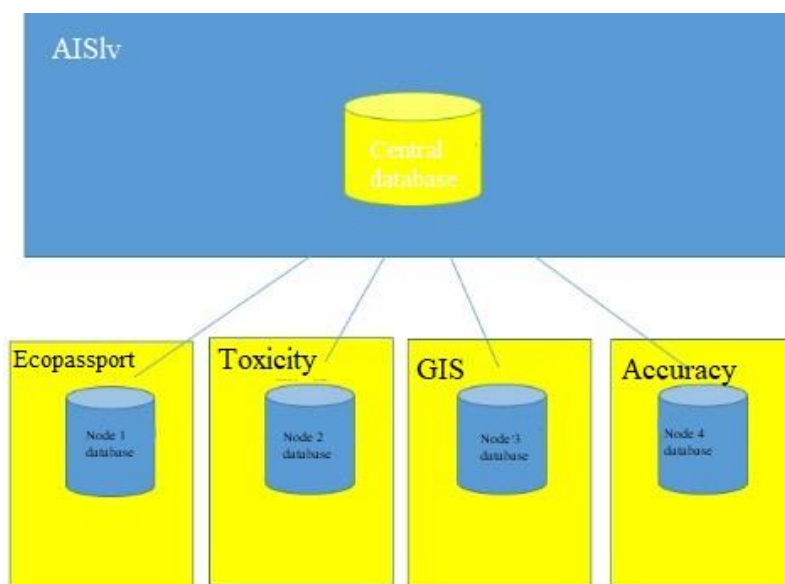 AISlv
Central
database
Ecopassport
Toxicity
GIS
Accuracy
Node 1
database
Node 2
database
Node 3
database
Node 4
database